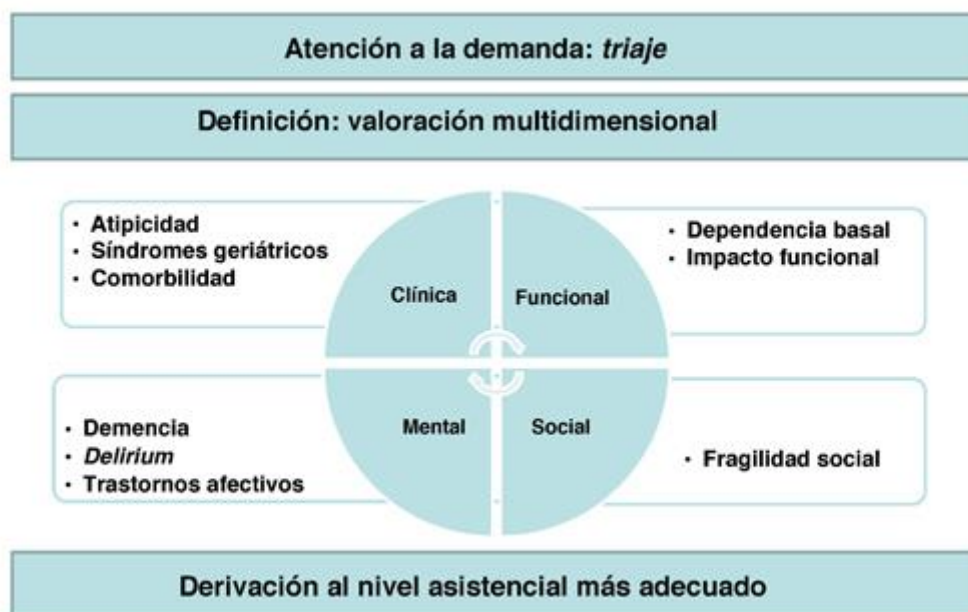 Atención a la demanda: triaje
Definición: valoración multidimensional
· Atipicidad
· Síndromes geriátricos
· Comorbilidad
· Dependencia basal
· Impacto funcional
Clínica
Funcional
Mental
Social
· Demencia
· Delirium
· Trastornos afectivos
· Fragilidad social
Derivación al nivel asistencial más adecuado